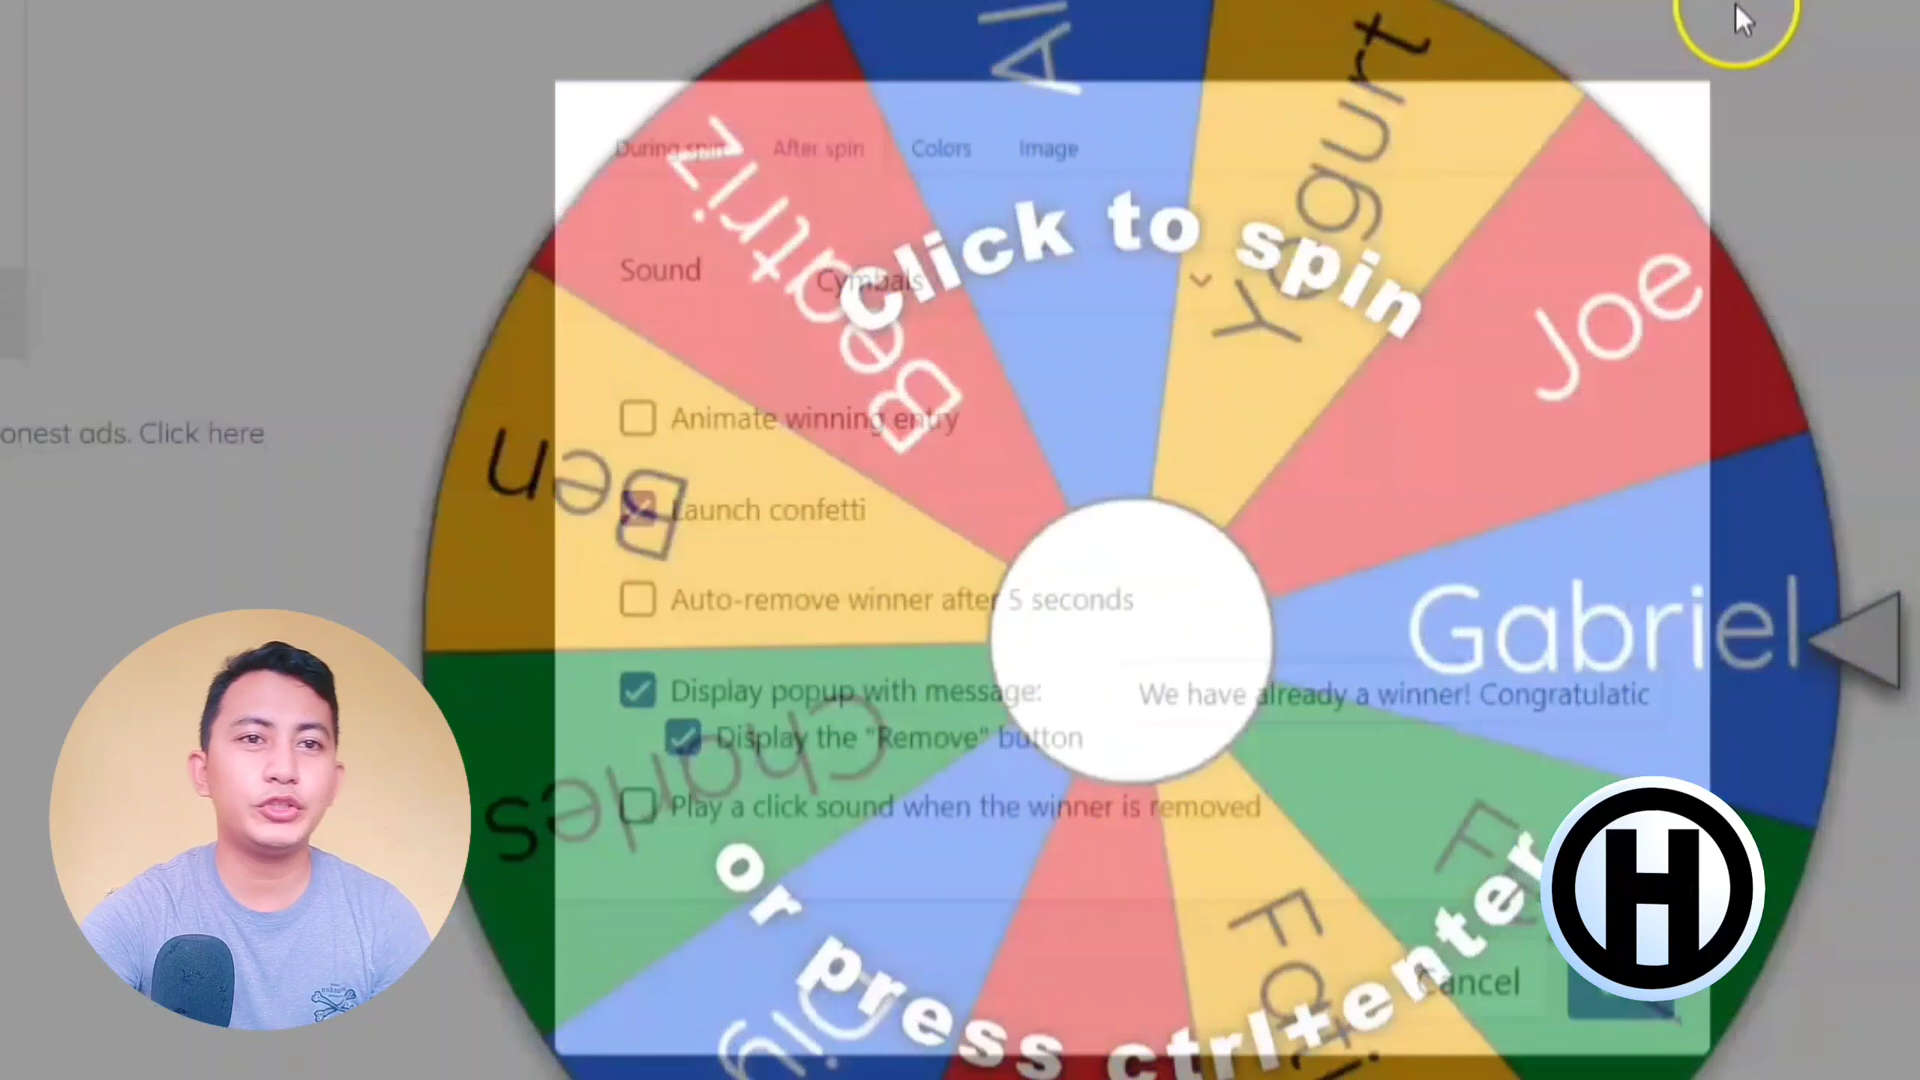 During spin After spin Colors Image
Click to spin
Sound Cymbals
Animate winning entry
Launch confetti
Auto-remove winner after 5 seconds
Display popup with message: We have already a winner! Congratulatic
Display the "Remove" button
Play a click sound when the winner is removed
Cancel
or press ctrl+enter
onest ads. Click here
Al
Yogurt
Joe
Gabriel
Beatriz
Ben
Charles
H